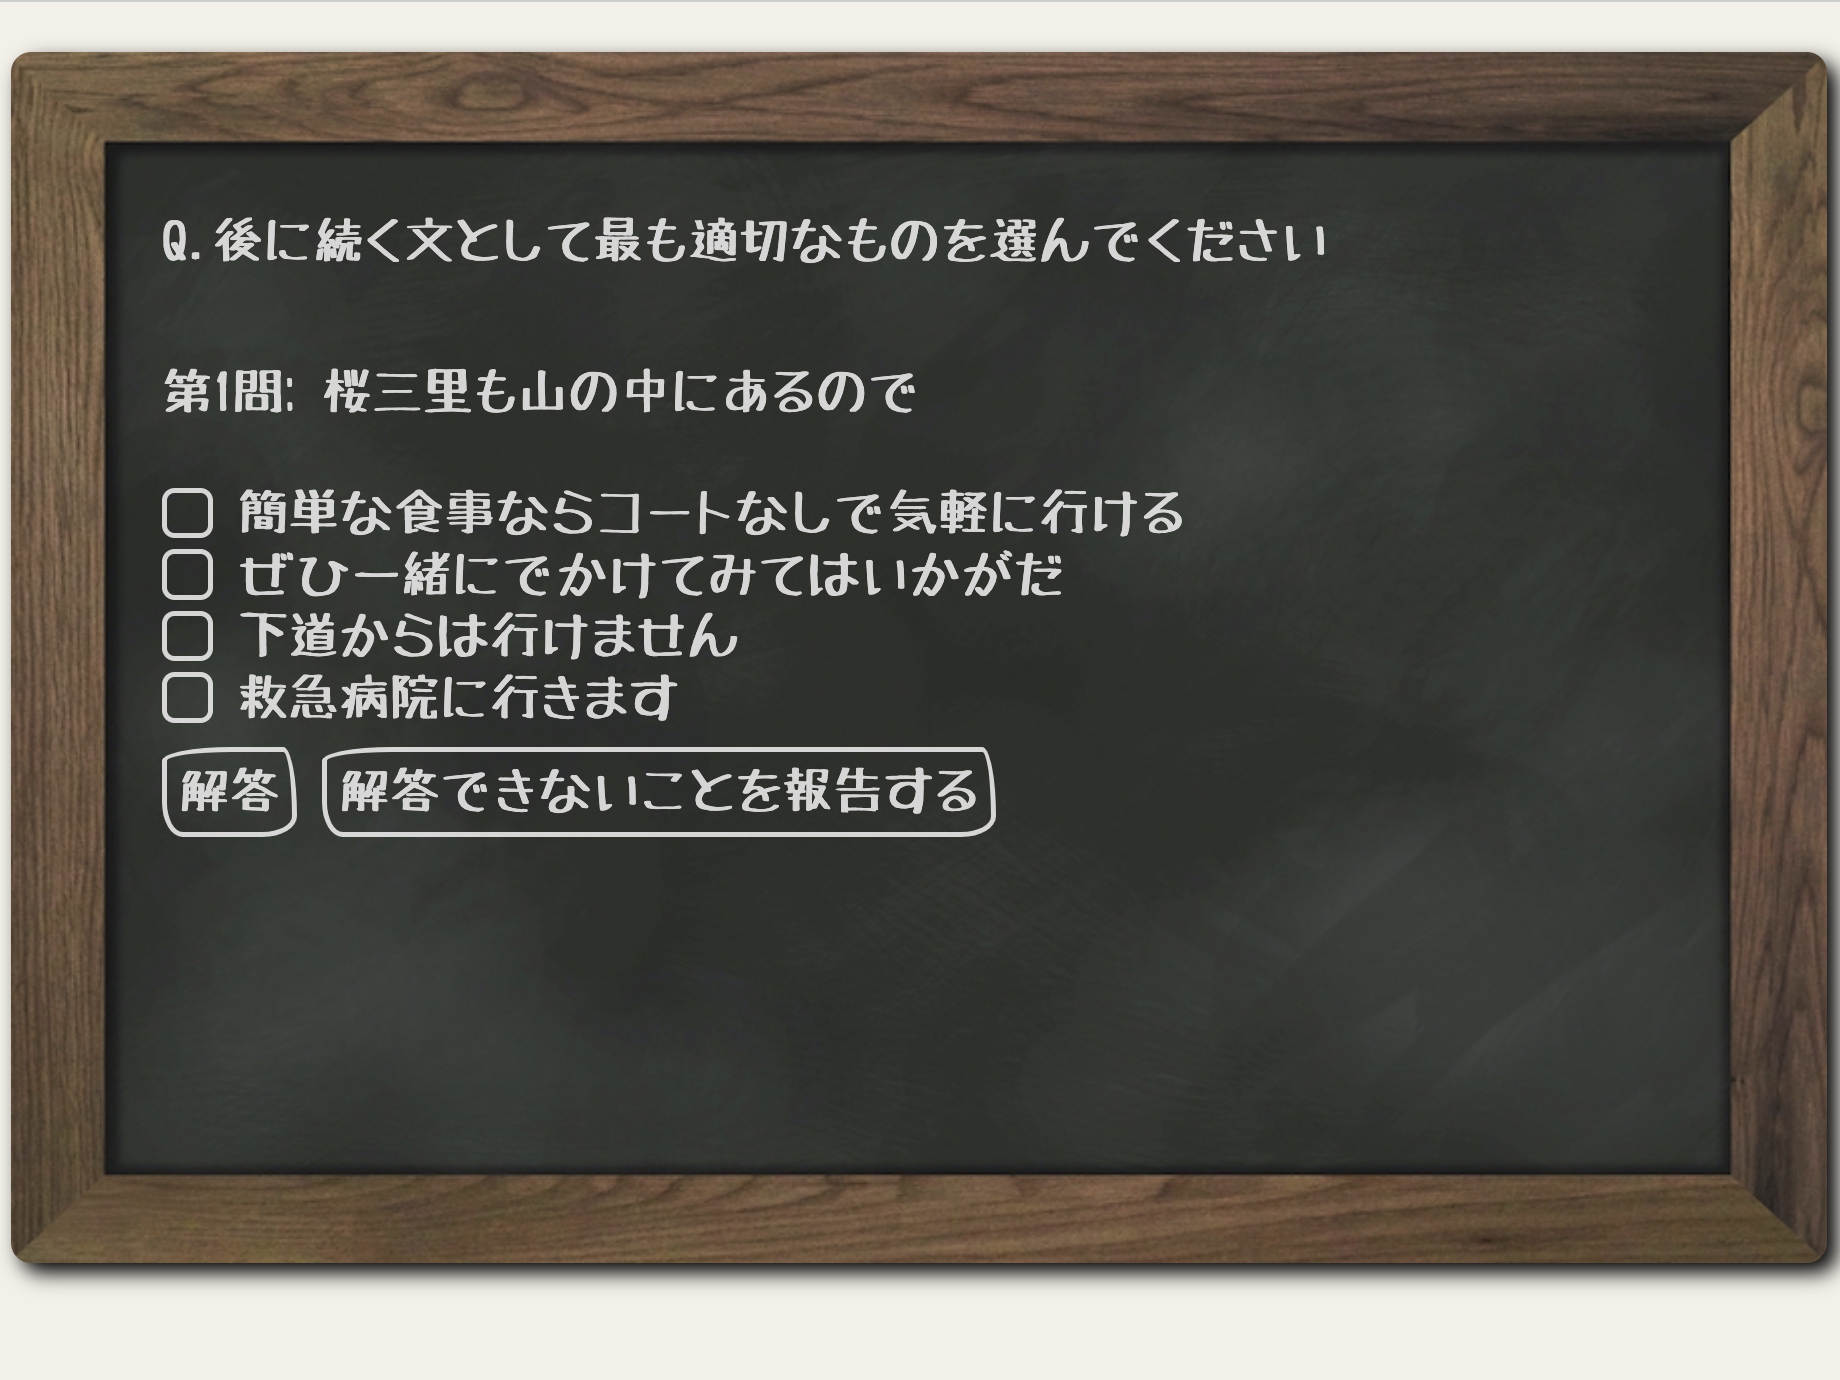 Q. 後に続く文として最も適切なものを選んでください
第1問: 桜三里も山の中にあるので
簡単な食事ならコートなしで気軽に行ける
ぜひ一緒にでかけてみてはいかがだ
下道からは行けません
救急病院に行きます
解答 解答できないことを報告する